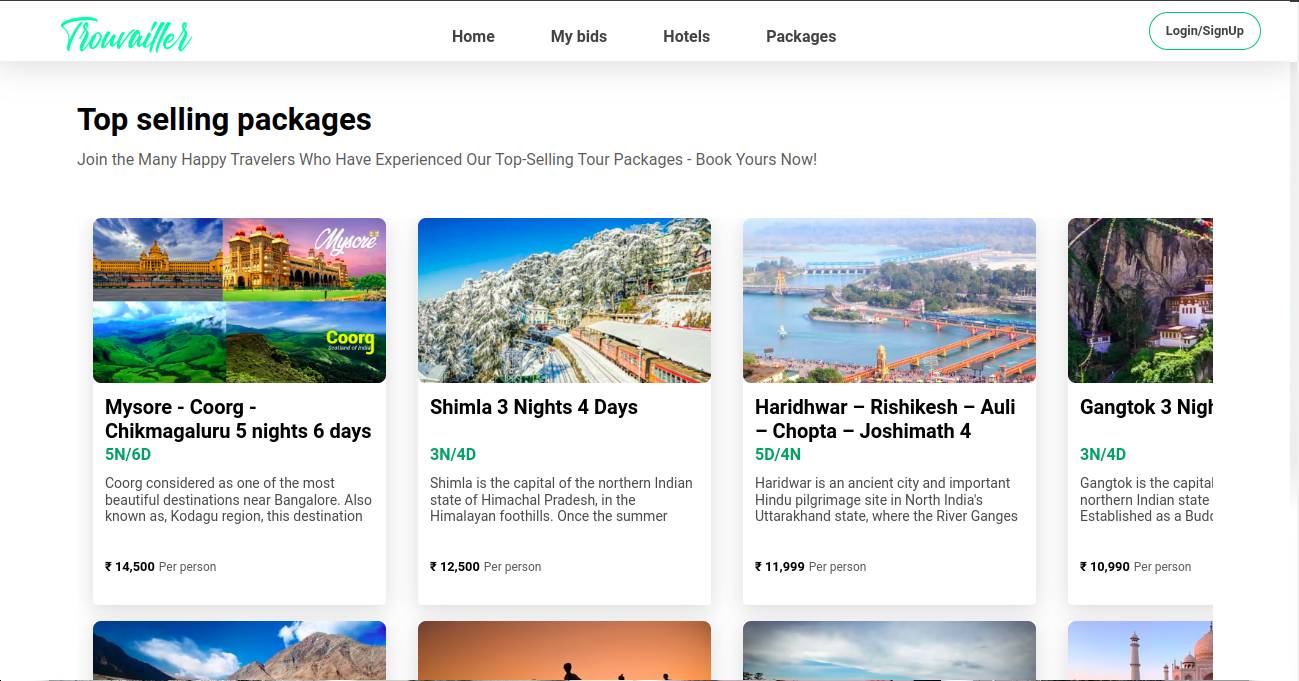 Trouvailler
Home
My bids
Hotels
Packages
Login/SignUp
Top selling packages
Join the Many Happy Travelers Who Have Experienced Our Top-Selling Tour Packages - Book Yours Now!
Mysore
Coorg
Scotland of India
Mysore - Coorg -
Chikmagaluru 5 nights 6 days
5N/6D
Coorg considered as one of the most
beautiful destinations near Bangalore. Also
known as, Kodagu region, this destination
₹ 14,500 Per person
Shimla 3 Nights 4 Days
3N/4D
Shimla is the capital of the northern Indian
state of Himachal Pradesh, in the
Himalayan foothills. Once the summer
₹ 12,500 Per person
Haridhwar – Rishikesh – Auli
– Chopta – Joshimath 4
5D/4N
Haridwar is an ancient city and important
Hindu pilgrimage site in North India's
Uttarakhand state, where the River Ganges
₹ 11,999 Per person
Gangtok 3 Nigh
3N/4D
Gangtok is the capital
northern Indian state
Established as a Budd
₹ 10,990 Per person